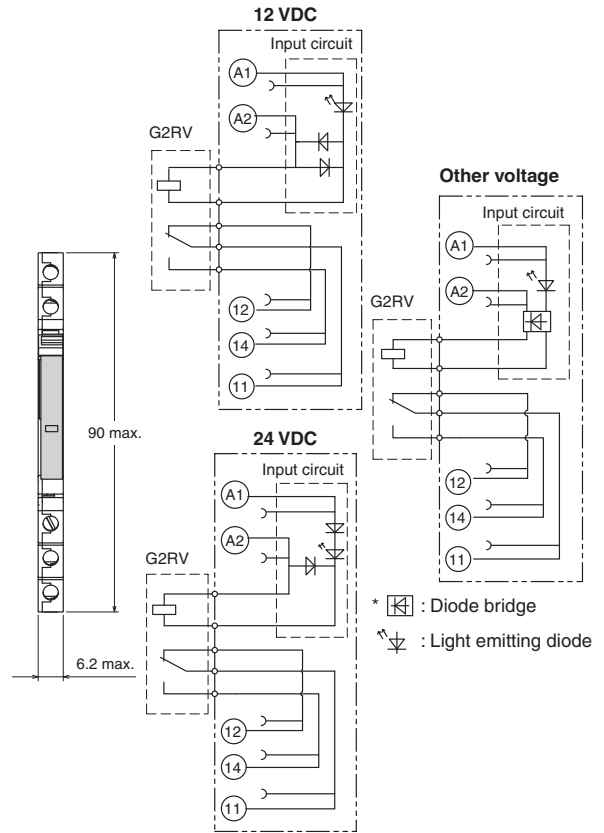 12 VDC
Input circuit
A1
A2
G2RV
12
14
11
Other voltage
Input circuit
A1
A2
G2RV
12
14
11
90 max.
6.2 max.
24 VDC
Input circuit
A1
A2
G2RV
12
14
11
* : Diode bridge
: Light emitting diode